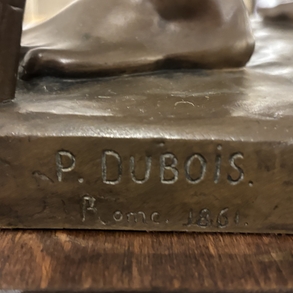 P. DUBOIS.
Rome. 1861.